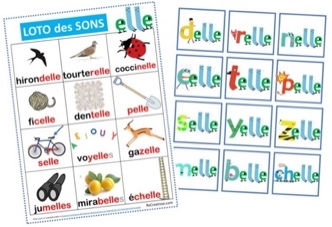 LOTO des SONS elle
hirondelle tourterelle coccinelle
ficelle dentelle pelle
selle voyelles gazelle
jumelles mirabelles échelle
delle relle nelle
celle telle pelle
selle yelle zelle
melle belle chelle